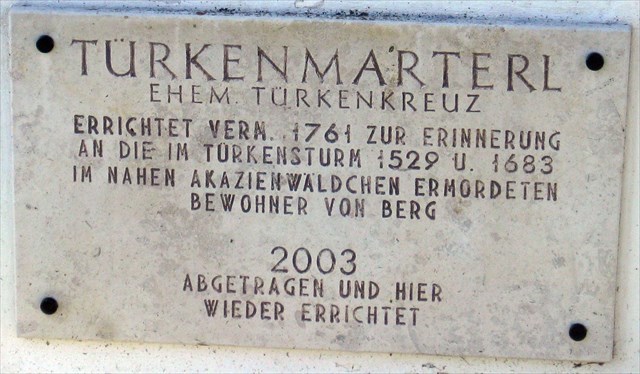 TÜRKENMARTERL
EHEM. TÜRKENKREUZ
ERRICHTET VERM. 1761 ZUR ERINNERUNG
AN DIE IM TÜRKENSTURM 1529 U. 1683
IM NAHEN AKAZIENWÄLDCHEN ERMORDETEN
BEWOHNER VON BERG
2003
ABGETRAGEN UND HIER
WIEDER ERRICHTET